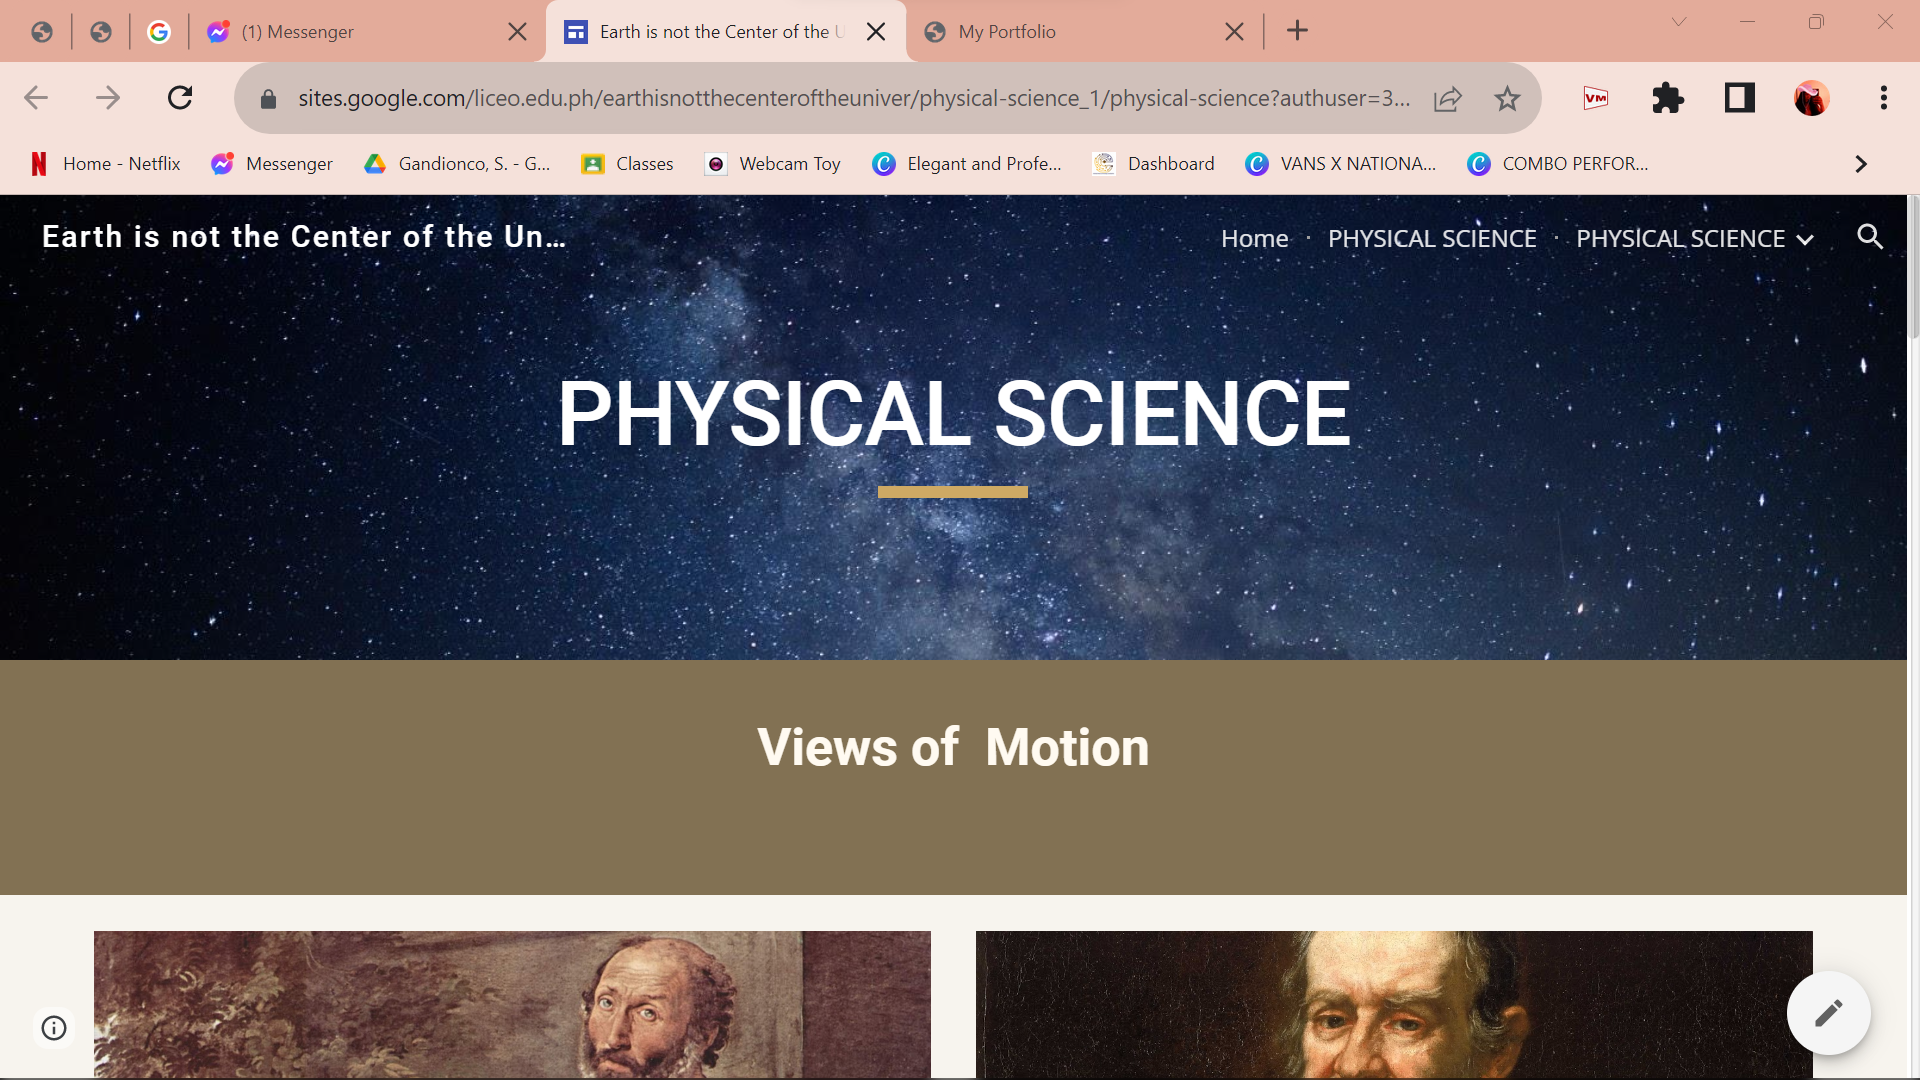 (1) Messenger
Earth is not the Center of the U
My Portfolio
sites.google.com/liceo.edu.ph/earthisnotthecenteroftheuniver/physical-science_1/physical-science?authuser=3...
VM
Home - Netflix
Messenger
Gandionco, S. - G...
Classes
Webcam Toy
Elegant and Profe...
Dashboard
VANS X NATIONA...
COMBO PERFOR...
Earth is not the Center of the Un...
Home · PHYSICAL SCIENCE · PHYSICAL SCIENCE
PHYSICAL SCIENCE
Views of  Motion